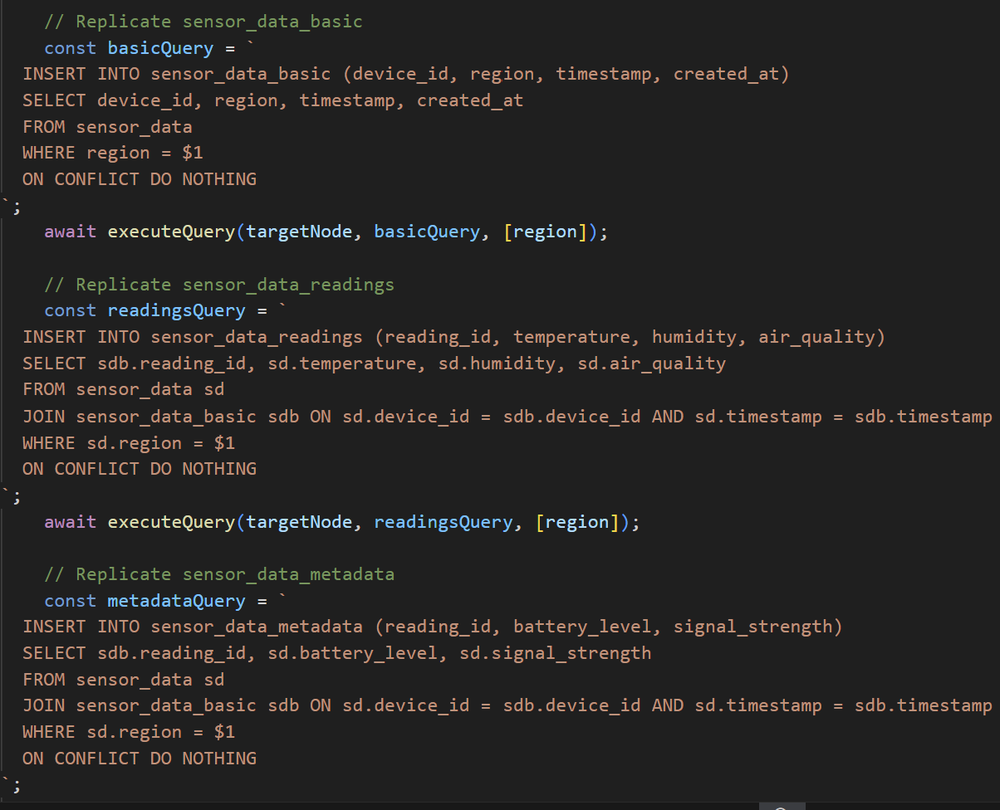 // Replicate sensor_data_basic
const basicQuery = `
INSERT INTO sensor_data_basic (device_id, region, timestamp, created_at)
SELECT device_id, region, timestamp, created_at
FROM sensor_data
WHERE region = $1
ON CONFLICT DO NOTHING
`;
await executeQuery(targetNode, basicQuery, [region]);
// Replicate sensor_data_readings
const readingsQuery = `
INSERT INTO sensor_data_readings (reading_id, temperature, humidity, air_quality)
SELECT sdb.reading_id, sd.temperature, sd.humidity, sd.air_quality
FROM sensor_data sd
JOIN sensor_data_basic sdb ON sd.device_id = sdb.device_id AND sd.timestamp = sdb.timestamp
WHERE sd.region = $1
ON CONFLICT DO NOTHING
`;
await executeQuery(targetNode, readingsQuery, [region]);
// Replicate sensor_data_metadata
const metadataQuery = `
INSERT INTO sensor_data_metadata (reading_id, battery_level, signal_strength)
SELECT sdb.reading_id, sd.battery_level, sd.signal_strength
FROM sensor_data sd
JOIN sensor_data_basic sdb ON sd.device_id = sdb.device_id AND sd.timestamp = sdb.timestamp
WHERE sd.region = $1
ON CONFLICT DO NOTHING
`;